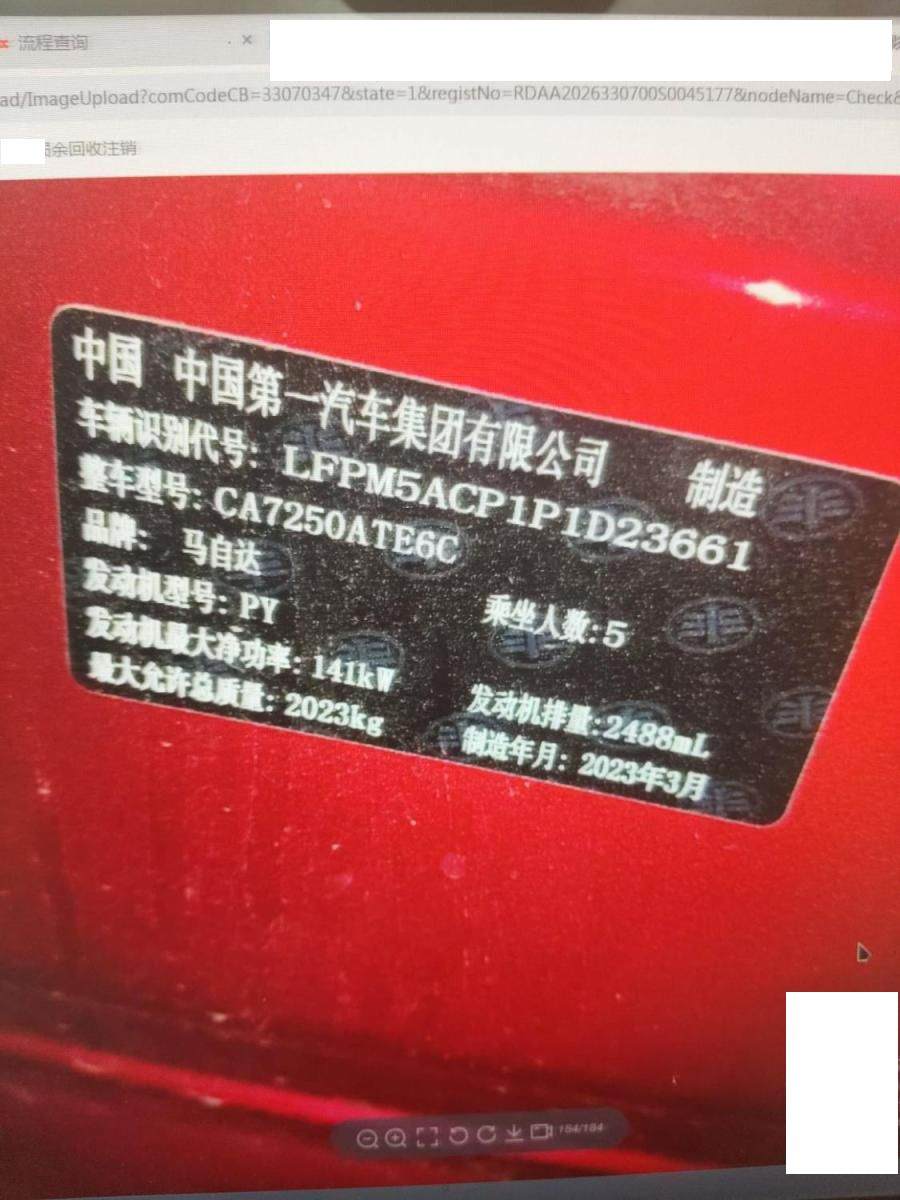 流程查询
ad/ImageUpload?comCodeCB=33070347&state=1&registNo=RDAA2026330700S0045177&nodeName=Check&
余回收注销
中国 中国第一汽车集团有限公司 制造
车辆识别代号: LFPM5ACP1P1D23661
整车型号: CA7250ATE6C
品牌: 马自达 乘坐人数:5
发动机型号: PY
发动机最大净功率: 141kW 发动机排量:2488mL
最大允许总质量: 2023kg 制造年月: 2023年3月
184/184